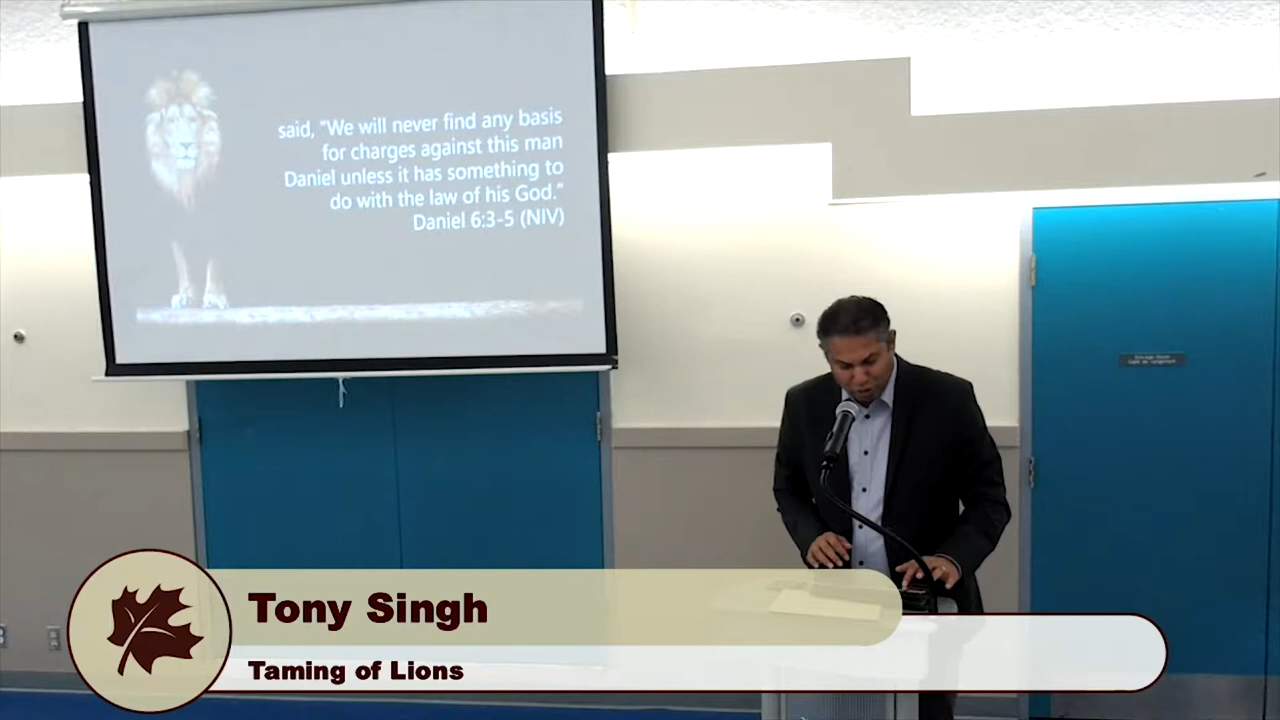 said, "We will never find any basis
for charges against this man
Daniel unless it has something to
do with the law of his God."
Daniel 6:3-5 (NIV)
Tony Singh
Taming of Lions